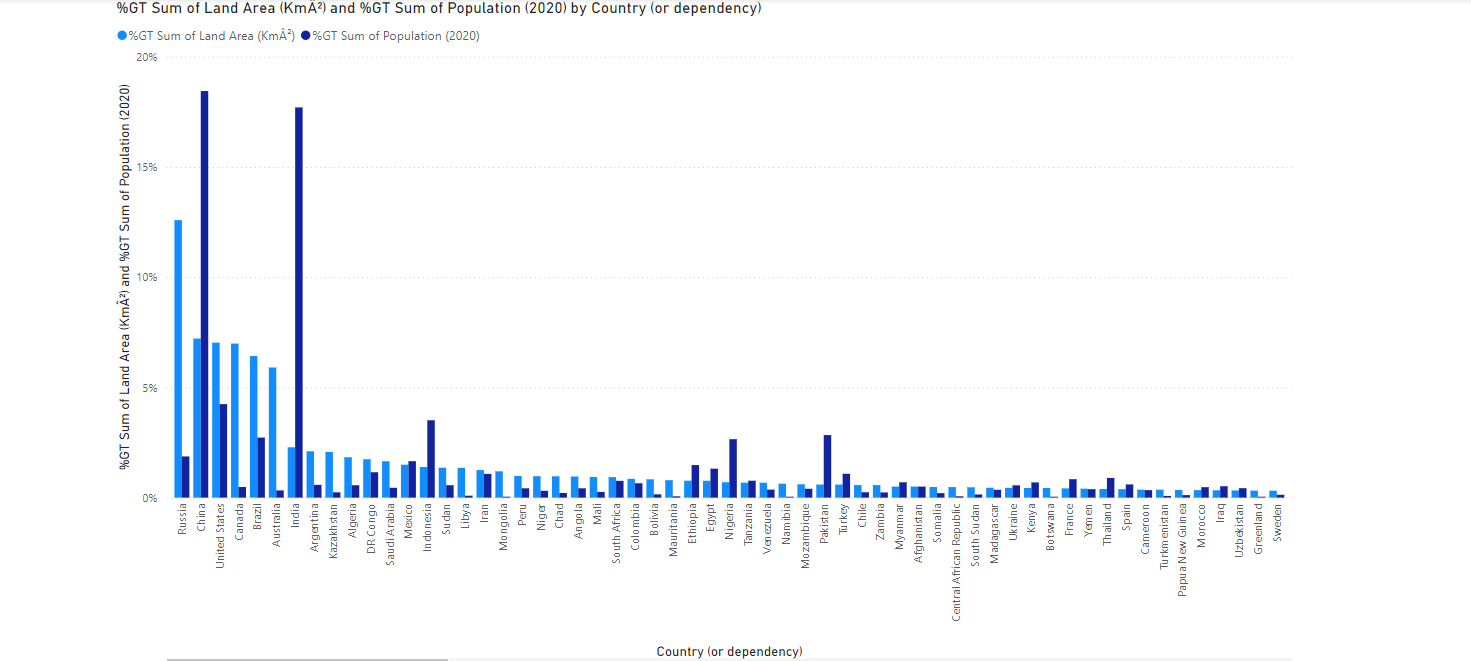 %GT Sum of Land Area (KmÂ²) and %GT Sum of Population (2020) by Country (or dependency)
%GT Sum of Land Area (KmÂ²) %GT Sum of Population (2020)
%GT Sum of Land Area (KmÂ²) and %GT Sum of Population (2020)
20%
15%
10%
5%
0%
Russia
China
United States
Canada
Brazil
Australia
India
Argentina
Kazakhstan
Algeria
DR Congo
Saudi Arabia
Mexico
Indonesia
Sudan
Libya
Iran
Mongolia
Peru
Niger
Chad
Angola
Mali
South Africa
Colombia
Bolivia
Mauritania
Ethiopia
Egypt
Nigeria
Tanzania
Venezuela
Namibia
Mozambique
Pakistan
Turkey
Chile
Zambia
Myanmar
Afghanistan
Somalia
Central African Republic
South Sudan
Madagascar
Ukraine
Kenya
Botswana
France
Yemen
Thailand
Spain
Cameroon
Turkmenistan
Papua New Guinea
Morocco
Iraq
Uzbekistan
Greenland
Sweden
Country (or dependency)